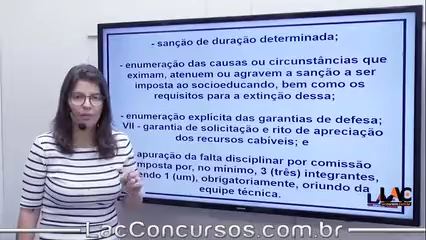 - sanção de duração determinada;
- enumeração das causas ou circunstâncias que
eximam, atenuem ou agravem a sanção a ser
imposta ao socioeducando, bem como os
requisitos para a extinção dessa;
- enumeração explícita das garantias de defesa;
VII - garantia de solicitação e rito de apreciação
dos recursos cabíveis; e
apuração da falta disciplinar por comissão
mposta por, no mínimo, 3 (três) integrantes,
endo 1 (um), obrigatoriamente, oriundo da
equipe técnica.
LAC
LacConcursos.com.br